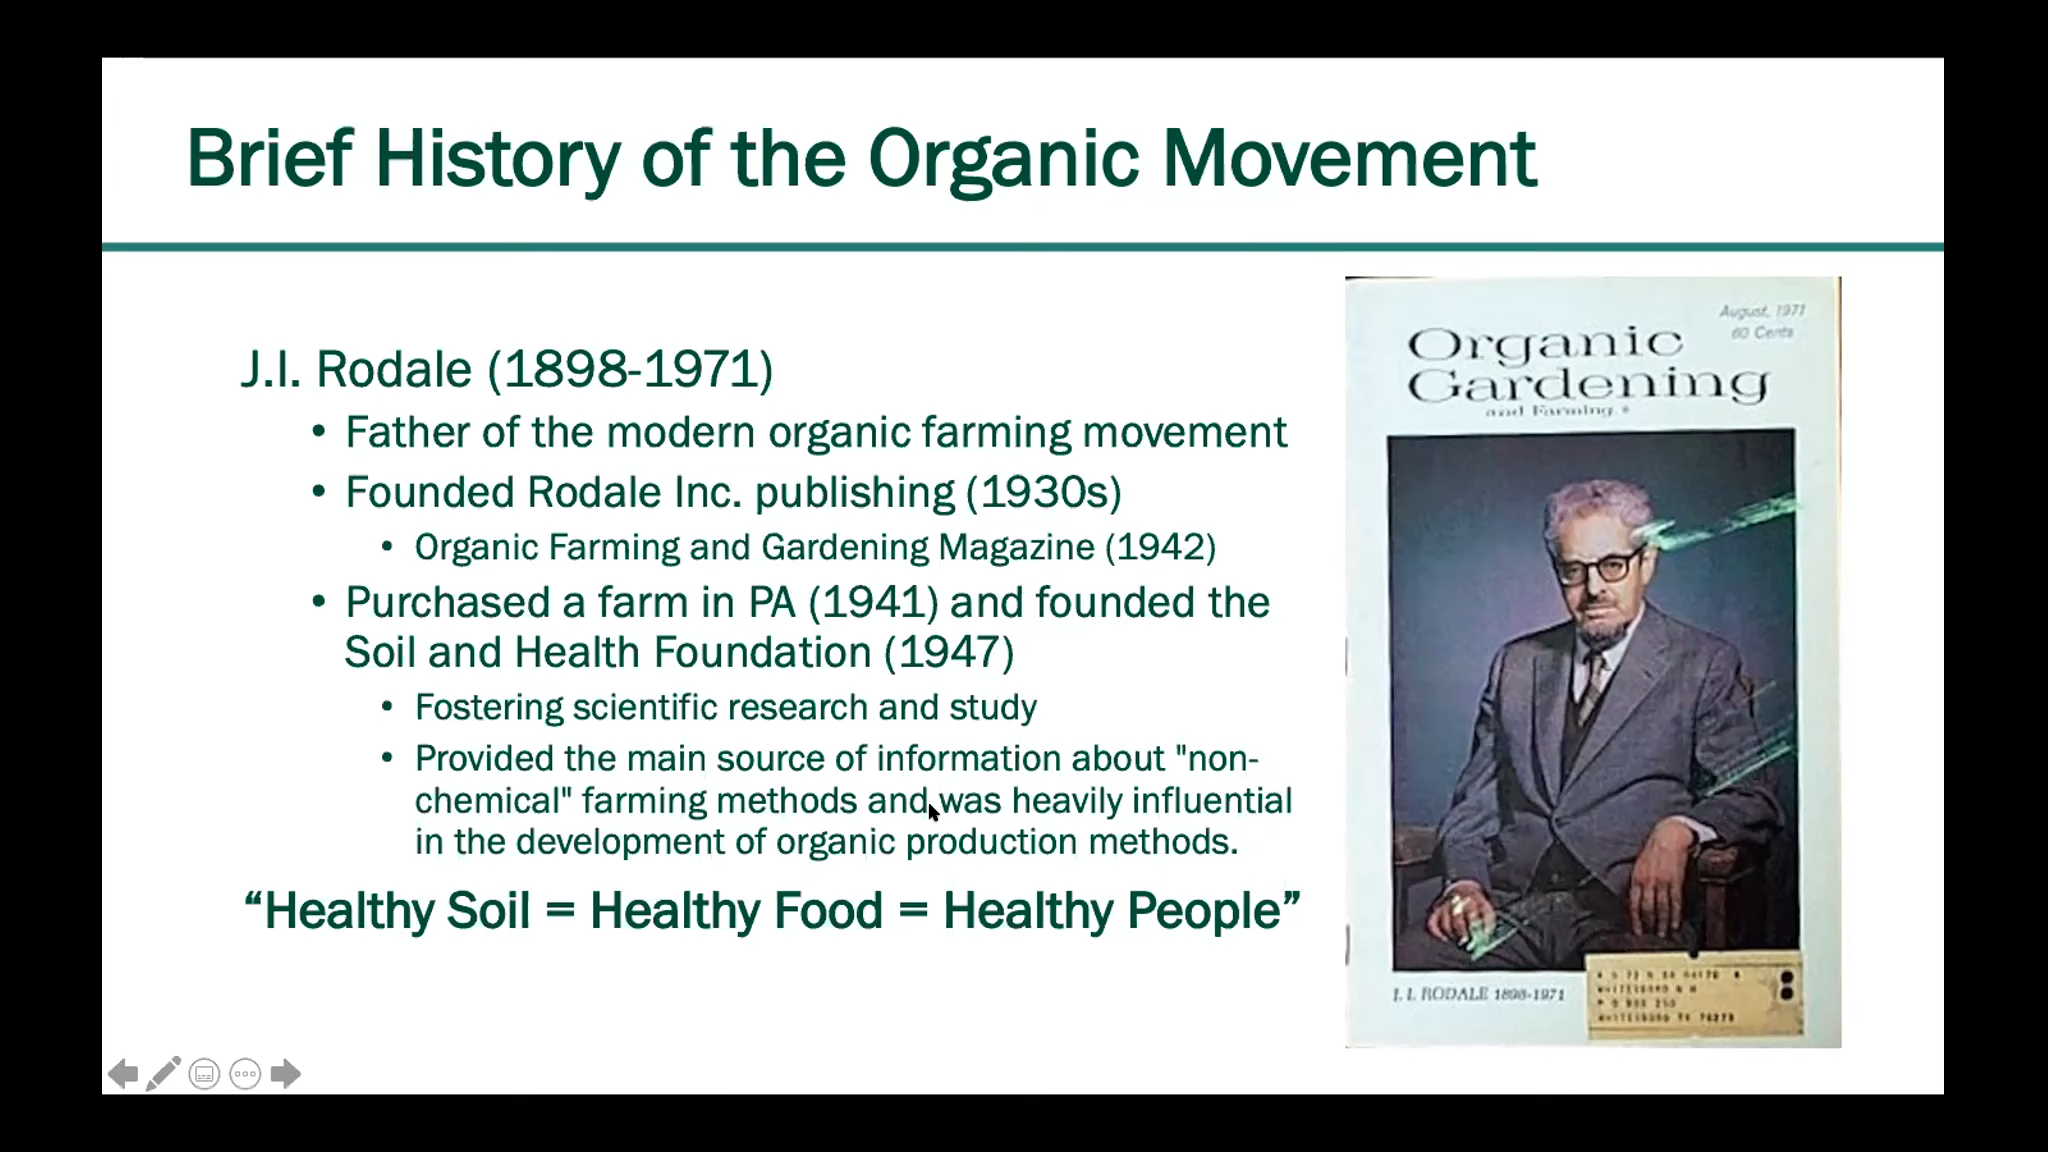 Brief History of the Organic Movement
J.I. Rodale (1898-1971)
• Father of the modern organic farming movement
• Founded Rodale Inc. publishing (1930s)
• Organic Farming and Gardening Magazine (1942)
• Purchased a farm in PA (1941) and founded the
Soil and Health Foundation (1947)
• Fostering scientific research and study
• Provided the main source of information about "non-
chemical" farming methods and was heavily influential
in the development of organic production methods.
“Healthy Soil = Healthy Food = Healthy People”
August, 1971
60 Cents
Organic
Gardening
and Farming
J. I. RODALE 1898-1971
WHITESBORO TX 76273